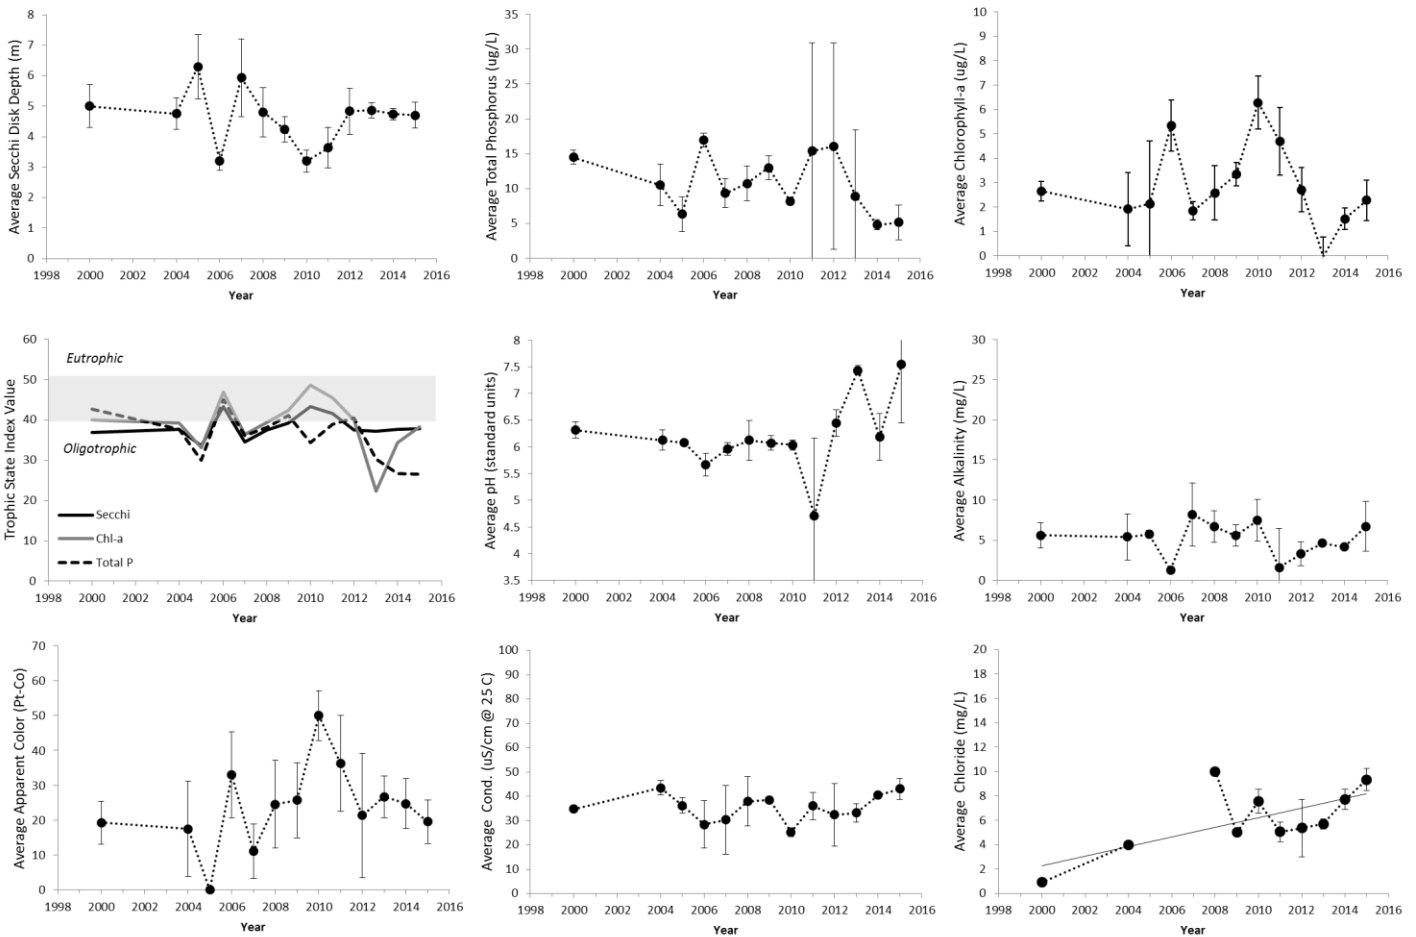 Average Secchi Disk Depth (m)
8
7
6
5
4
3
2
1
0
1998 2000 2002 2004 2006 2008 2010 2012 2014 2016
Year
Average Total Phosphorus (ug/L)
35
30
25
20
15
10
5
0
1998 2000 2002 2004 2006 2008 2010 2012 2014 2016
Year
Average Chlorophyll-a (ug/L)
10
9
8
7
6
5
4
3
2
1
0
1998 2000 2002 2004 2006 2008 2010 2012 2014 2016
Year
Trophic State Index Value
60
50
40
30
20
10
0
Eutrophic
Oligotrophic
Secchi
Chl-a
Total P
1998 2000 2002 2004 2006 2008 2010 2012 2014 2016
Year
Average pH (standard units)
8
7.5
7
6.5
6
5.5
5
4.5
4
3.5
1998 2000 2002 2004 2006 2008 2010 2012 2014 2016
Year
Average Alkalinity (mg/L)
30
25
20
15
10
5
0
1998 2000 2002 2004 2006 2008 2010 2012 2014 2016
Year
Average Apparent Color (Pt-Co)
70
60
50
40
30
20
10
0
1998 2000 2002 2004 2006 2008 2010 2012 2014 2016
Year
Average Cond. (uS/cm @ 25 C)
100
90
80
70
60
50
40
30
20
10
0
1998 2000 2002 2004 2006 2008 2010 2012 2014 2016
Year
Average Chloride (mg/L)
20
18
16
14
12
10
8
6
4
2
0
1998 2000 2002 2004 2006 2008 2010 2012 2014 2016
Year